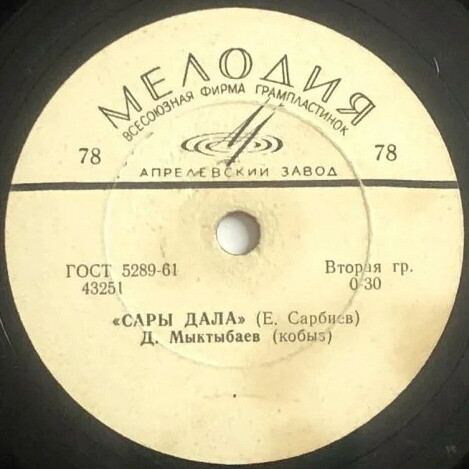 МЕЛОДИЯ
ВСЕСОЮЗНАЯ ФИРМА ГРАМПЛАСТИНОК
78 78
АПРЕЛЕВСКИЙ ЗАВОД
ГОСТ 5289-61 Вторая гр.
43251 0-30
«САРЫ ДАЛА» (Е. Сарбиев)
Д. Мыктыбаев (кобыз)